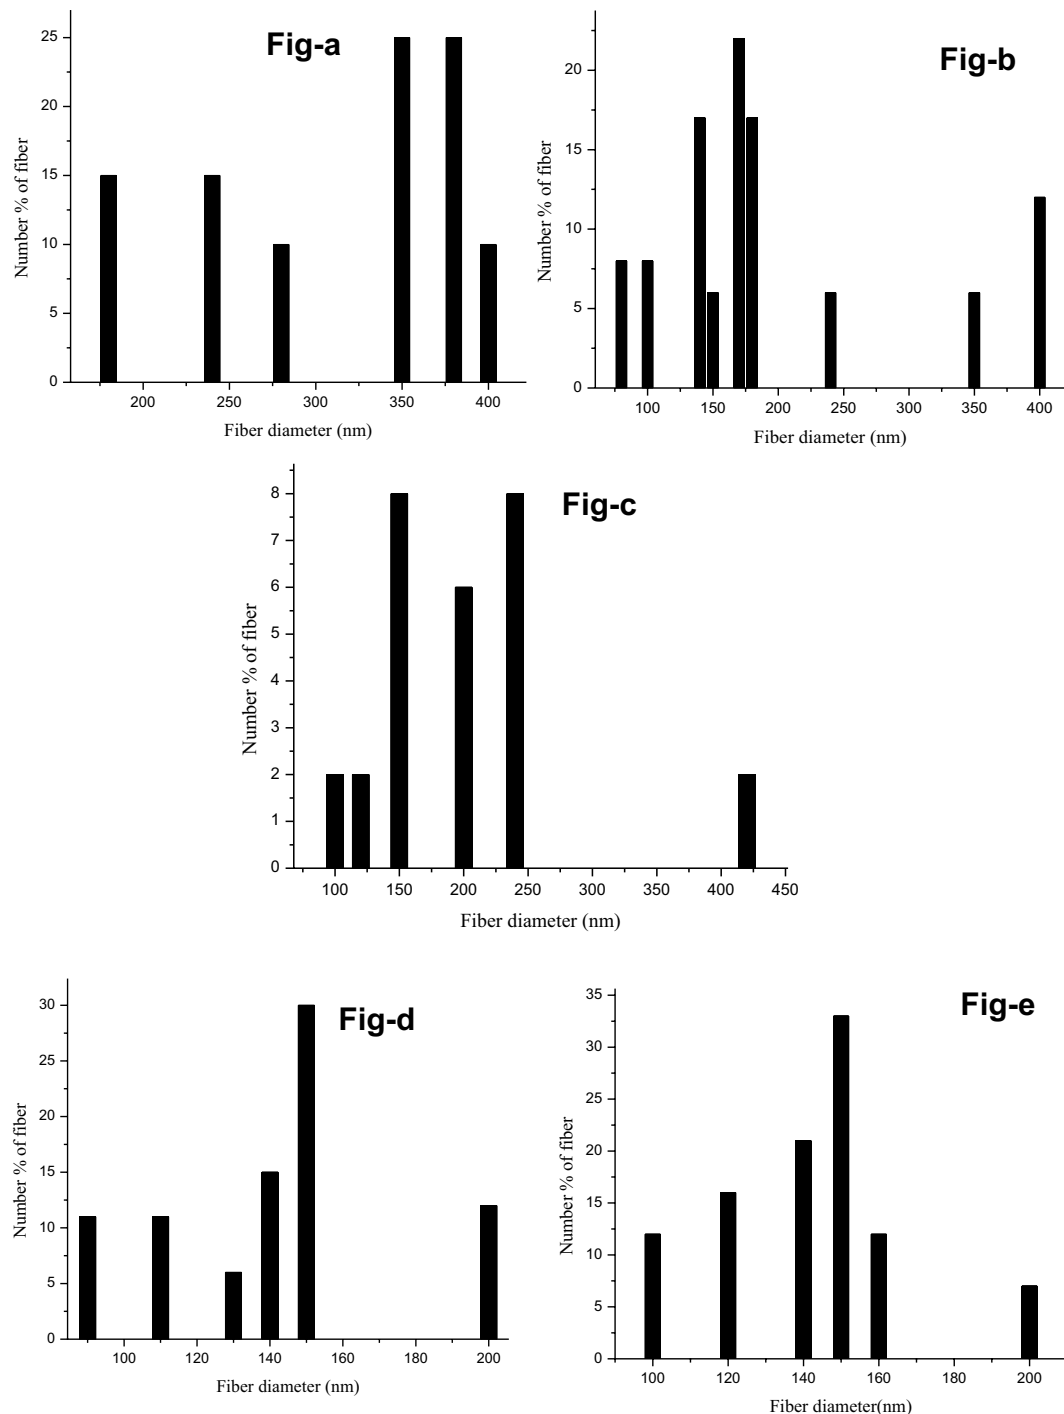 Fig-a
25
20
15
10
5
0
Number % of fiber
200 250 300 350 400
Fiber diameter (nm)
Fig-b
20
15
10
5
0
Number % of fiber
100 150 200 250 300 350 400
Fiber diameter (nm)
Fig-c
8
7
6
5
4
3
2
1
0
Number % of fiber
100 150 200 250 300 350 400 450
Fiber diameter (nm)
Fig-d
30
25
20
15
10
5
0
Number % of fiber
100 120 140 160 180 200
Fiber diameter (nm)
Fig-e
35
30
25
20
15
10
5
0
Number % of fiber
100 120 140 160 180 200
Fiber diameter(nm)